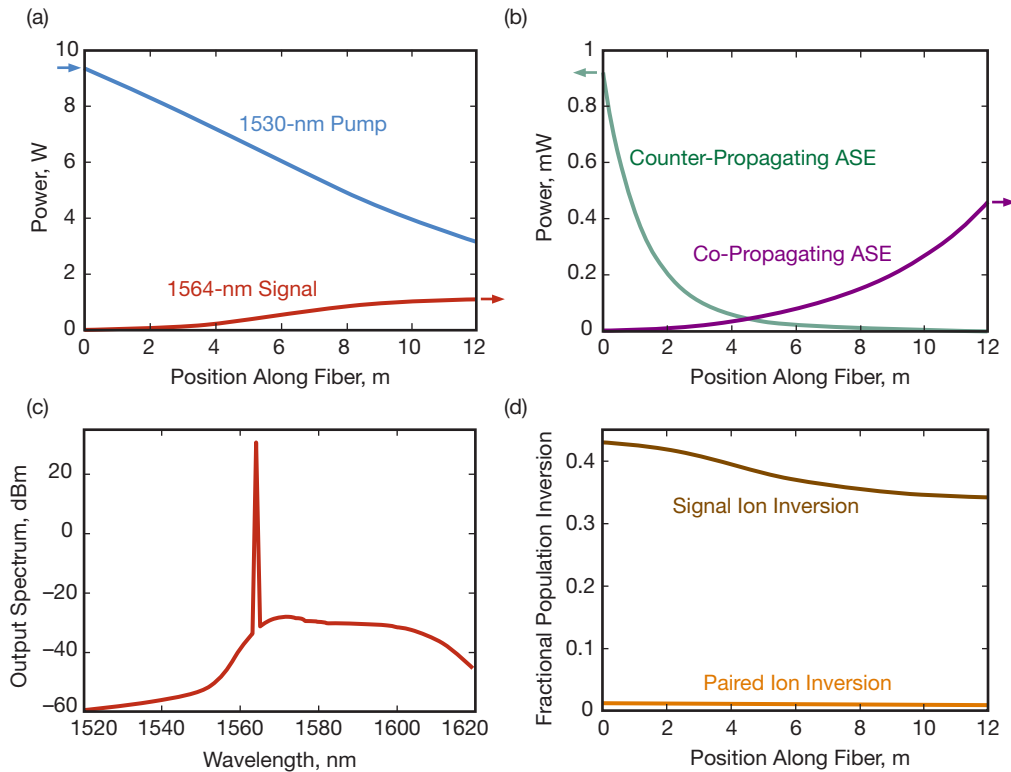 (a)
10
8
6
4
2
0
Power, W
1530-nm Pump
1564-nm Signal
0 2 4 6 8 10 12
Position Along Fiber, m
(b)
1
0.8
0.6
0.4
0.2
0
Power, mW
Counter-Propagating ASE
Co-Propagating ASE
0 2 4 6 8 10 12
Position Along Fiber, m
(c)
20
0
–20
–40
–60
Output Spectrum, dBm
1520 1540 1560 1580 1600 1620
Wavelength, nm
(d)
0.4
0.3
0.2
0.1
0
Fractional Population Inversion
Signal Ion Inversion
Paired Ion Inversion
0 2 4 6 8 10 12
Position Along Fiber, m